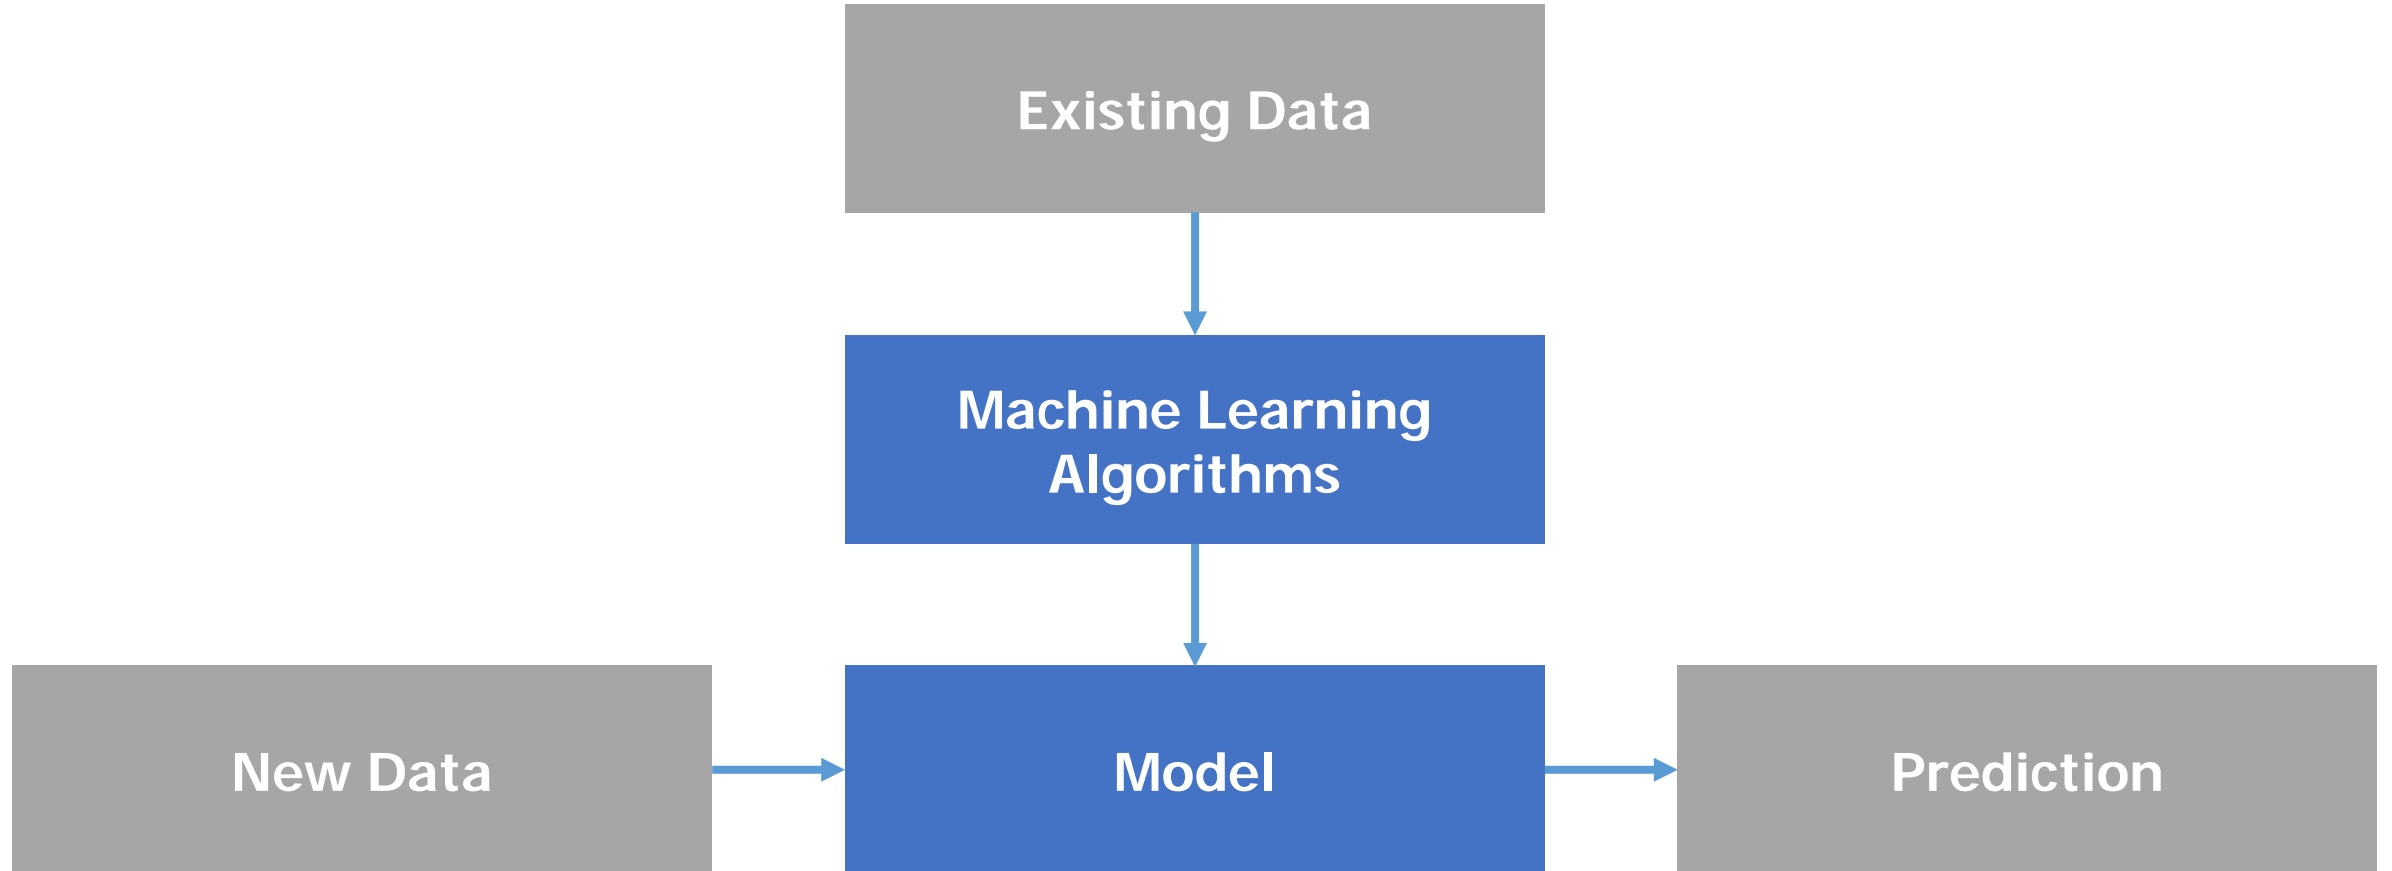 Existing Data
Machine Learning
Algorithms
New Data
Model
Prediction